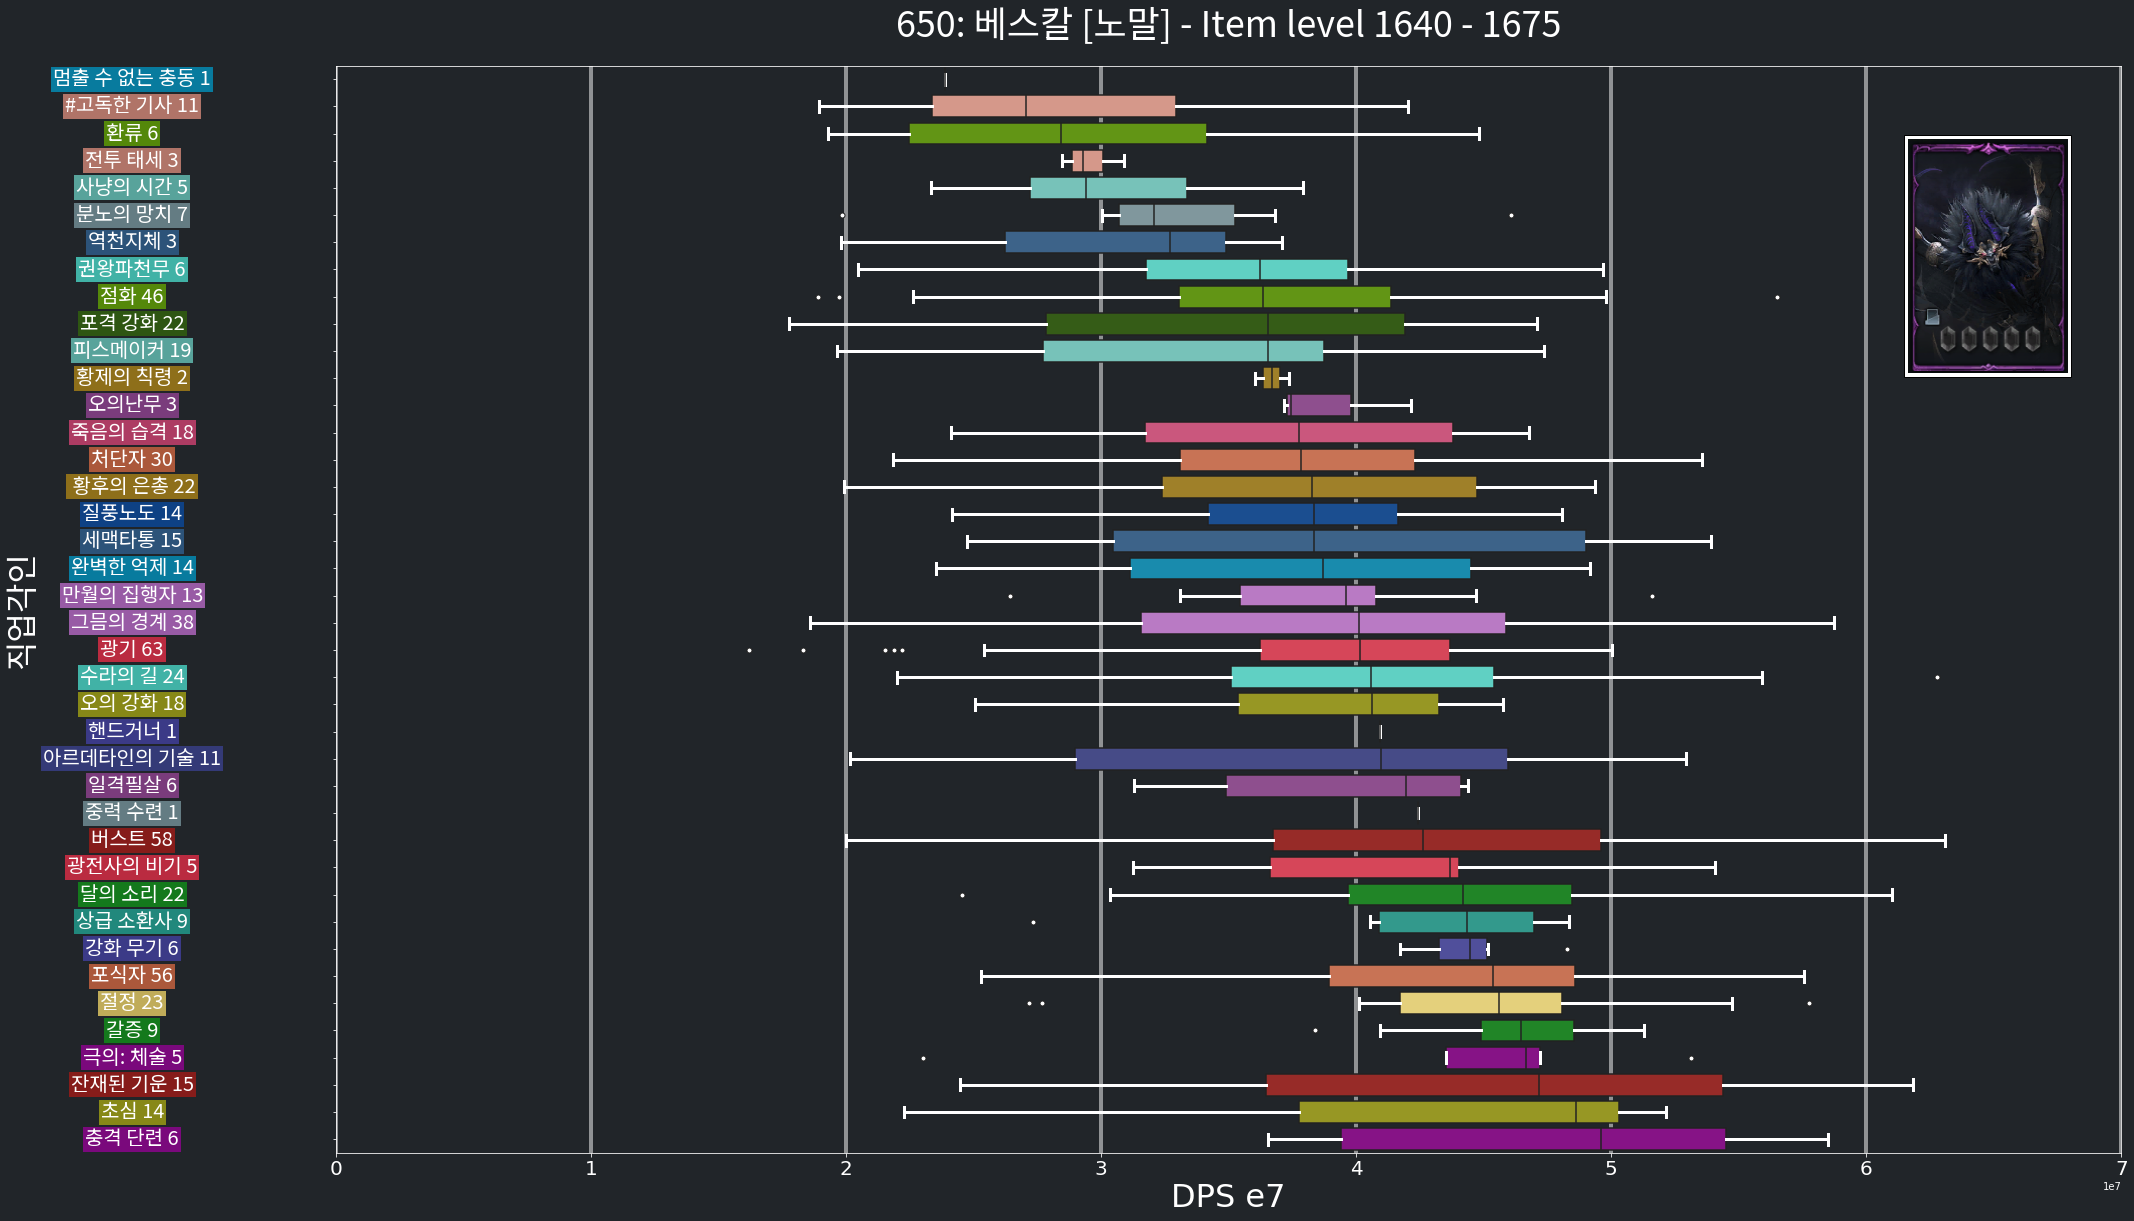 650: 베스칼 [노말] - Item level 1640 - 1675
직업각인
멈출 수 없는 충동 1
#고독한 기사 11
환류 6
전투 태세 3
사냥의 시간 5
분노의 망치 7
역천지체 3
권왕파천무 6
점화 46
포격 강화 22
피스메이커 19
황제의 칙령 2
오의난무 3
죽음의 습격 18
처단자 30
황후의 은총 22
질풍노도 14
세맥타통 15
완벽한 억제 14
만월의 집행자 13
그믐의 경계 38
광기 63
수라의 길 24
오의 강화 18
핸드거너 1
아르데타인의 기술 11
일격필살 6
중력 수련 1
버스트 58
광전사의 비기 5
달의 소리 22
상급 소환사 9
강화 무기 6
포식자 56
절정 23
갈증 9
극의: 체술 5
잔재된 기운 15
초심 14
충격 단련 6
0 1 2 3 4 5 6 7
1e7
DPS e7